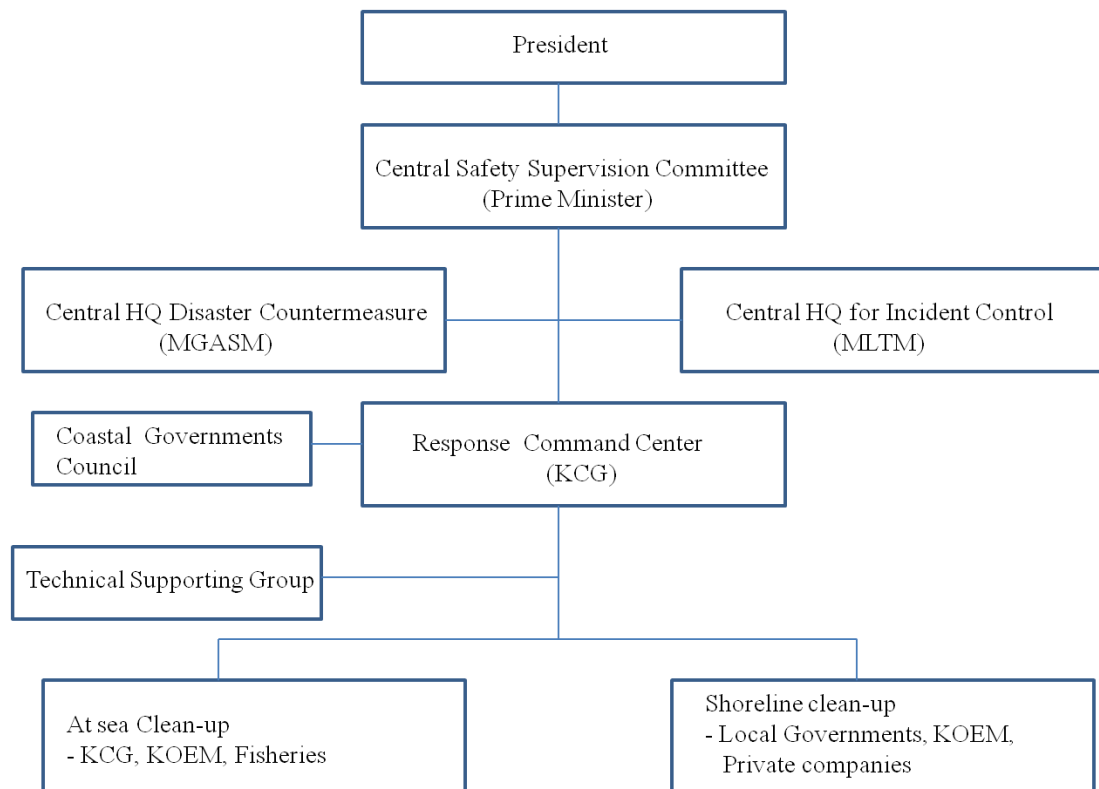 President
Central Safety Supervision Committee
(Prime Minister)
Central HQ Disaster Countermeasure
(MGASM)
Central HQ for Incident Control
(MLTM)
Coastal Governments
Council
Response Command Center
(KCG)
Technical Supporting Group
At sea Clean-up
- KCG, KOEM, Fisheries
Shoreline clean-up
- Local Governments, KOEM,
Private companies